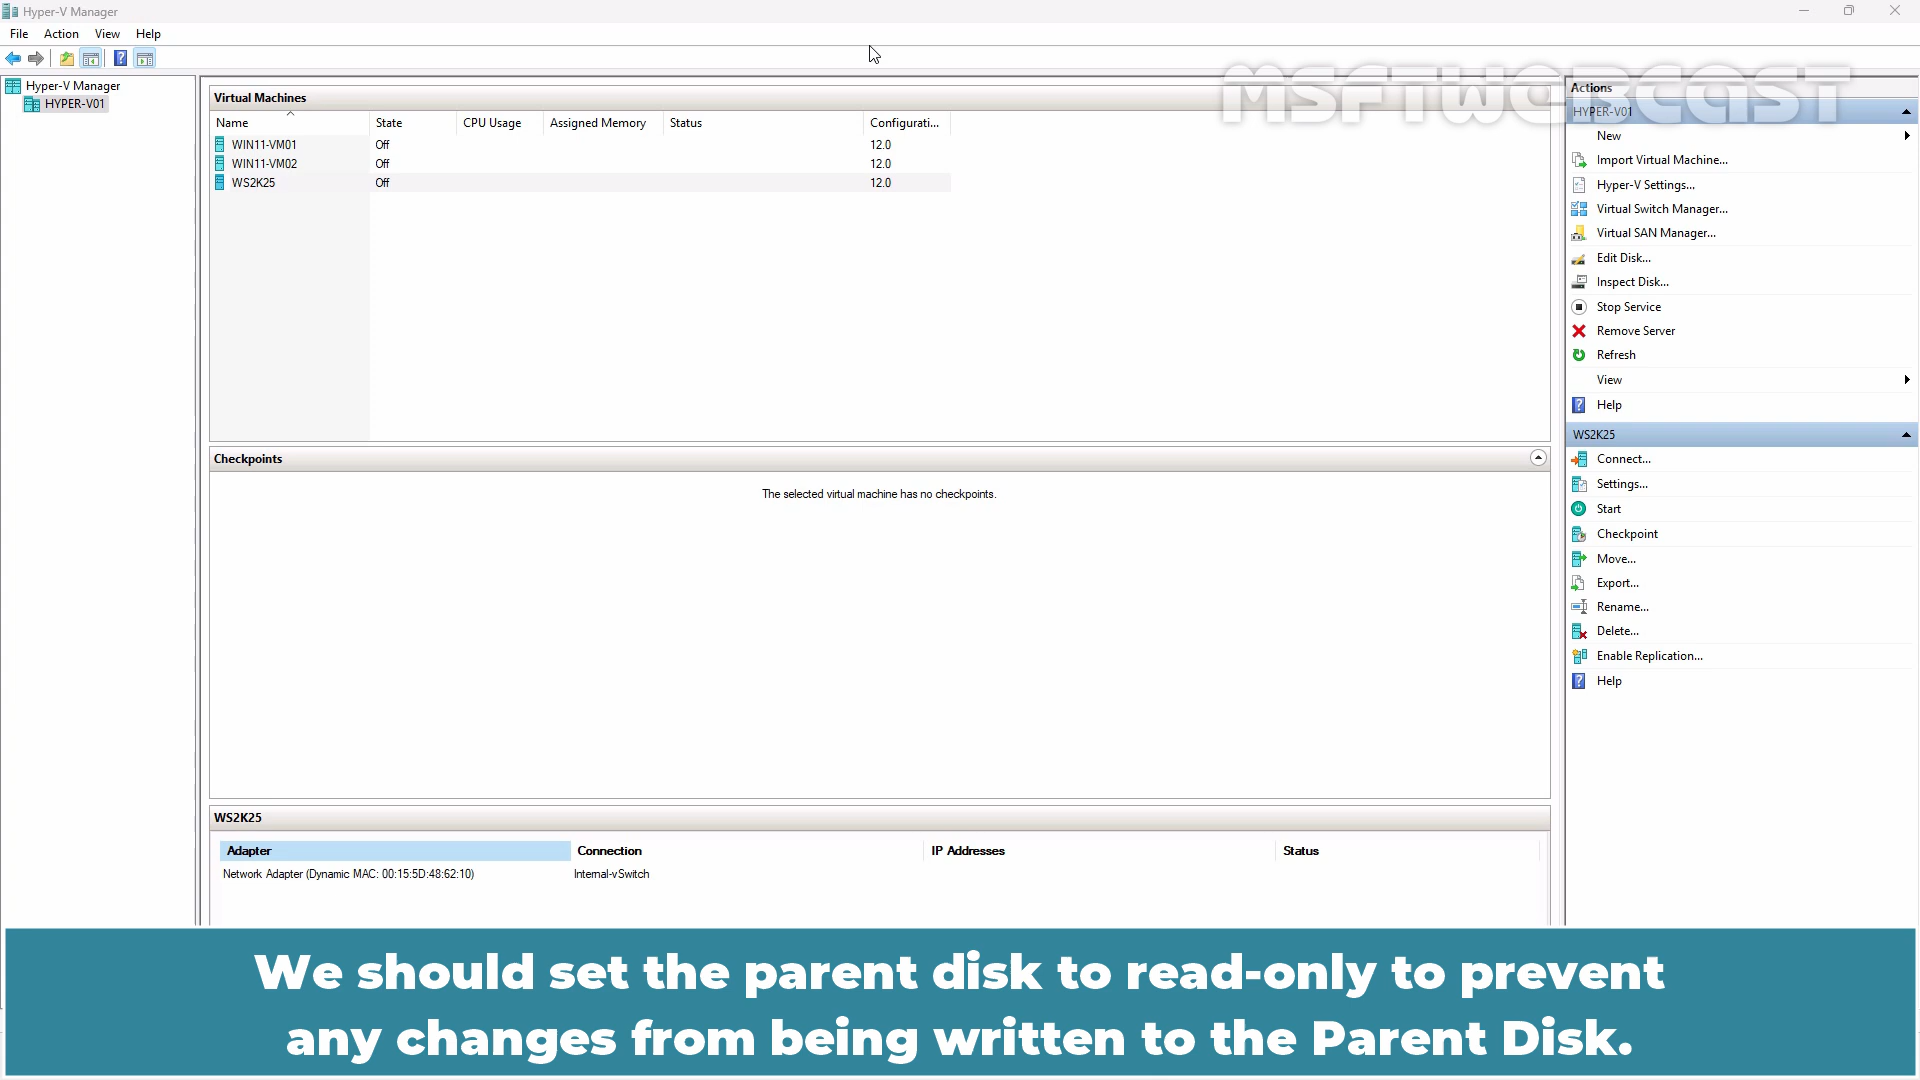 Hyper-V Manager
File Action View Help
MSFTWEBCAST
Hyper-V Manager
HYPER-V01
Virtual Machines
Name State CPU Usage Assigned Memory Status Configurati...
WIN11-VM01 Off 12.0
WIN11-VM02 Off 12.0
WS2K25 Off 12.0
Checkpoints
The selected virtual machine has no checkpoints.
WS2K25
Adapter Connection IP Addresses Status
Network Adapter (Dynamic MAC: 00:15:5D:48:62:10) Internal-vSwitch
Actions
HYPER-V01
New
Import Virtual Machine...
Hyper-V Settings...
Virtual Switch Manager...
Virtual SAN Manager...
Edit Disk...
Inspect Disk...
Stop Service
Remove Server
Refresh
View
Help
WS2K25
Connect...
Settings...
Start
Checkpoint
Move...
Export...
Rename...
Delete...
Enable Replication...
Help
We should set the parent disk to read-only to prevent
any changes from being written to the Parent Disk.